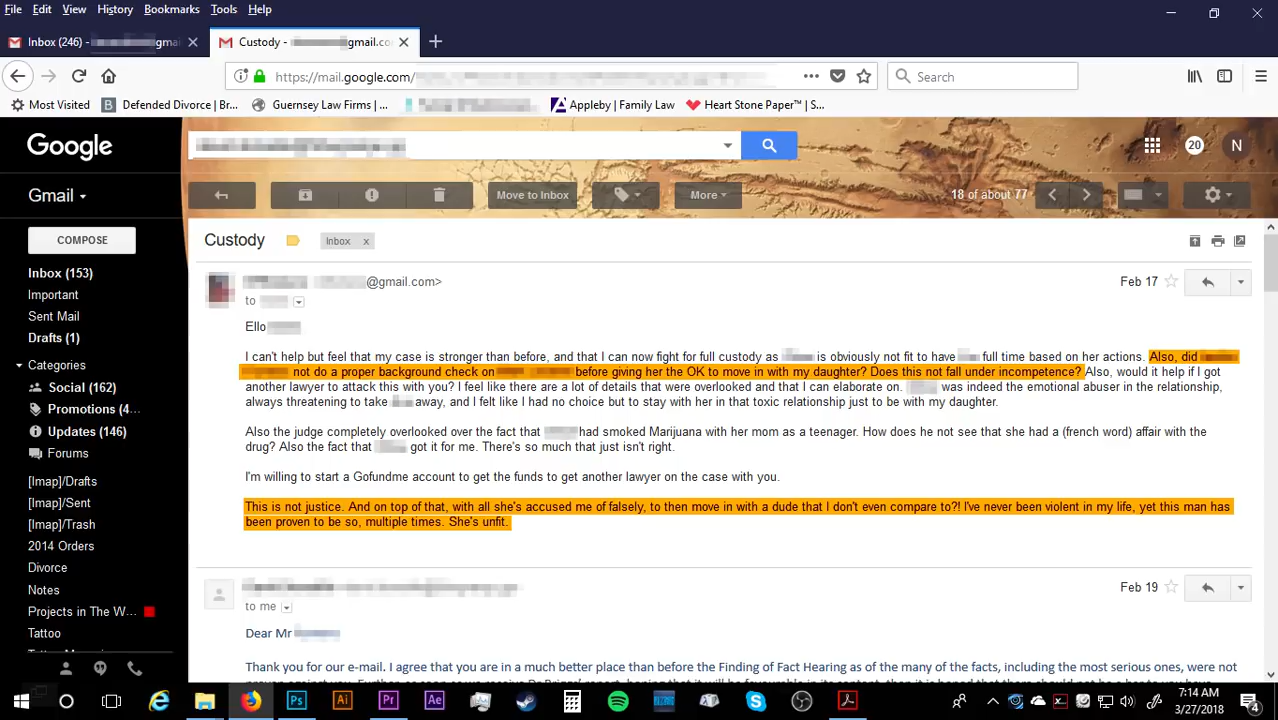 File Edit View History Bookmarks Tools Help
Inbox (246) - gmai Custody - gmail.co
https://mail.google.com/ Search
Most Visited Defended Divorce | Br... Guernsey Law Firms | ... Appleby | Family Law Heart Stone Paper™ | S...
Google 20 N
Gmail Move to Inbox More 18 of about 77
COMPOSE
Inbox (153)
Important
Sent Mail
Drafts (1)
Categories
Social (162)
Promotions (...
Updates (146)
Forums
[Imap]/Drafts
[Imap]/Sent
[Imap]/Trash
2014 Orders
Divorce
Notes
Projects in The W...
Tattoo
Custody Inbox x
@gmail.com> Feb 17
to
Ello
I can't help but feel that my case is stronger than before, and that I can now fight for full custody as is obviously not fit to have full time based on her actions. Also, did
not do a proper background check on before giving her the OK to move in with my daughter? Does this not fall under incompetence? Also, would it help if I got
another lawyer to attack this with you? I feel like there are a lot of details that were overlooked and that I can elaborate on. was indeed the emotional abuser in the relationship,
always threatening to take away, and I felt like I had no choice but to stay with her in that toxic relationship just to be with my daughter.
Also the judge completely overlooked over the fact that had smoked Marijuana with her mom as a teenager. How does he not see that she had a (french word) affair with the
drug? Also the fact that got it for me. There's so much that just isn't right.
I'm willing to start a Gofundme account to get the funds to get another lawyer on the case with you.
This is not justice. And on top of that, with all she's accused me of falsely, to then move in with a dude that I don't even compare to?! I've never been violent in my life, yet this man has
been proven to be so, multiple times. She's unfit.
Feb 19
to me
Dear Mr
Thank you for our e-mail. I agree that you are in a much better place than before the Finding of Fact Hearing as of the many of the facts, including the most serious ones, were not
7:14 AM
3/27/2018